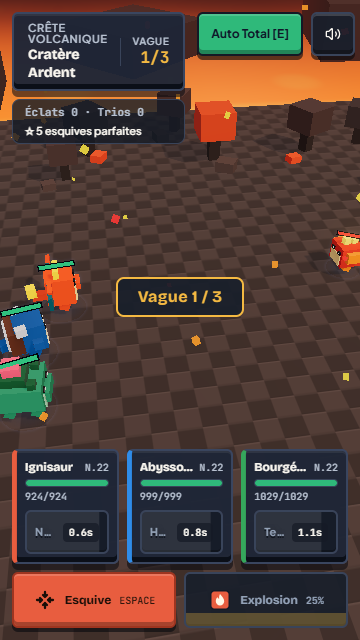 CRÊTE
VOLCANIQUE
Cratère
Ardent
VAGUE
1/3
Auto Total [E]
Éclats 0 · Trios 0
★ 5 esquives parfaites
Vague 1 / 3
Ignisaur N.22
924/924
N... 0.6s
Abysso... N.22
999/999
H... 0.8s
Bourgé... N.22
1029/1029
Te... 1.1s
Esquive ESPACE
Explosion 25%